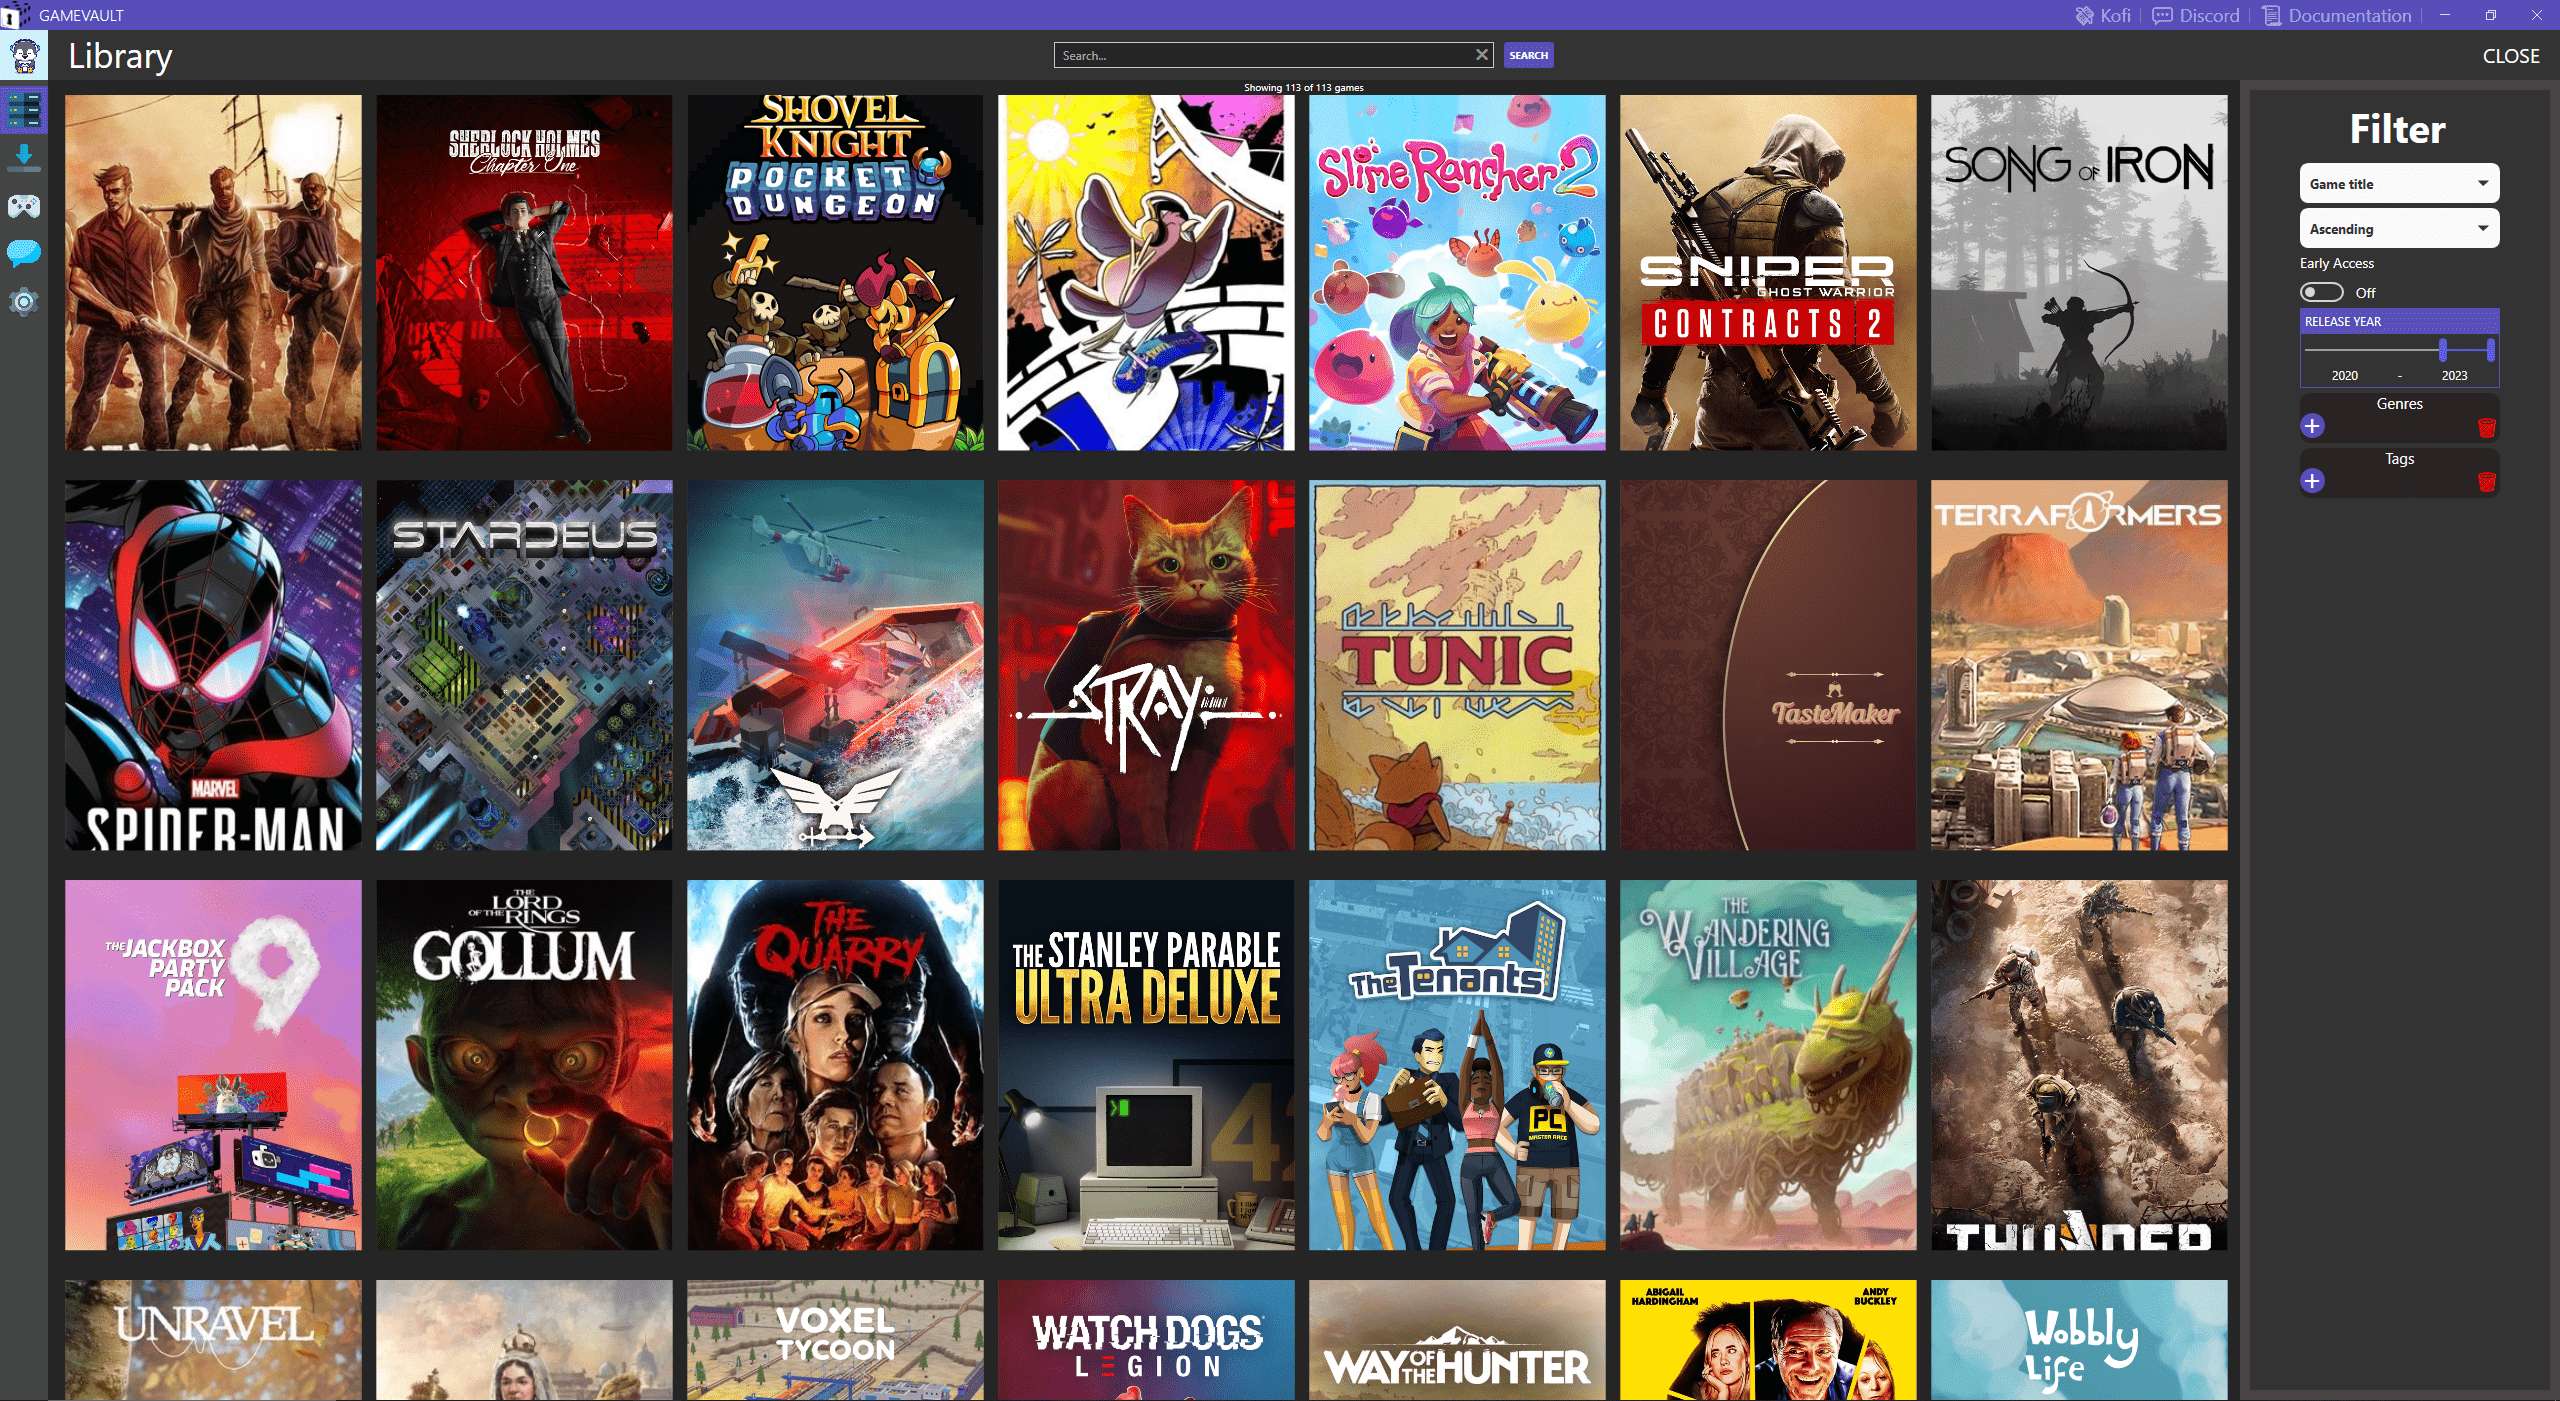 GAMEVAULT
Kofi
Discord
Documentation
Library
Search...
SEARCH
CLOSE
Showing 113 of 113 games
SHERLOCK HOLMES
Chapter One
SHOVEL
KNIGHT
POCKET
DUNGEON
Slime Rancher 2
SNIPER
GHOST WARRIOR
CONTRACTS 2
SONG OF IRON
MARVEL
SPIDER-MAN
STARDEUS
STRAY
TUNIC
TasteMaker
TERRAFORMERS
THE JACKBOX
PARTY
PACK
9
THE
LORD
OF THE RINGS
GOLLUM
THE
QUARRY
THE STANLEY PARABLE
ULTRA DELUXE
The Tenants
PC
MASTER RACE
THE
WANDERING
VILLAGE
THUNDER
UNRAVEL
VOXEL
TYCOON
WATCH DOGS
LEGION
WAY OF THE HUNTER
ABIGAIL
HARDINGHAM
ANDY
BUCKLEY
Wobbly
Life
Filter
Game title
Ascending
Early Access
Off
RELEASE YEAR
2020 - 2023
Genres
Tags